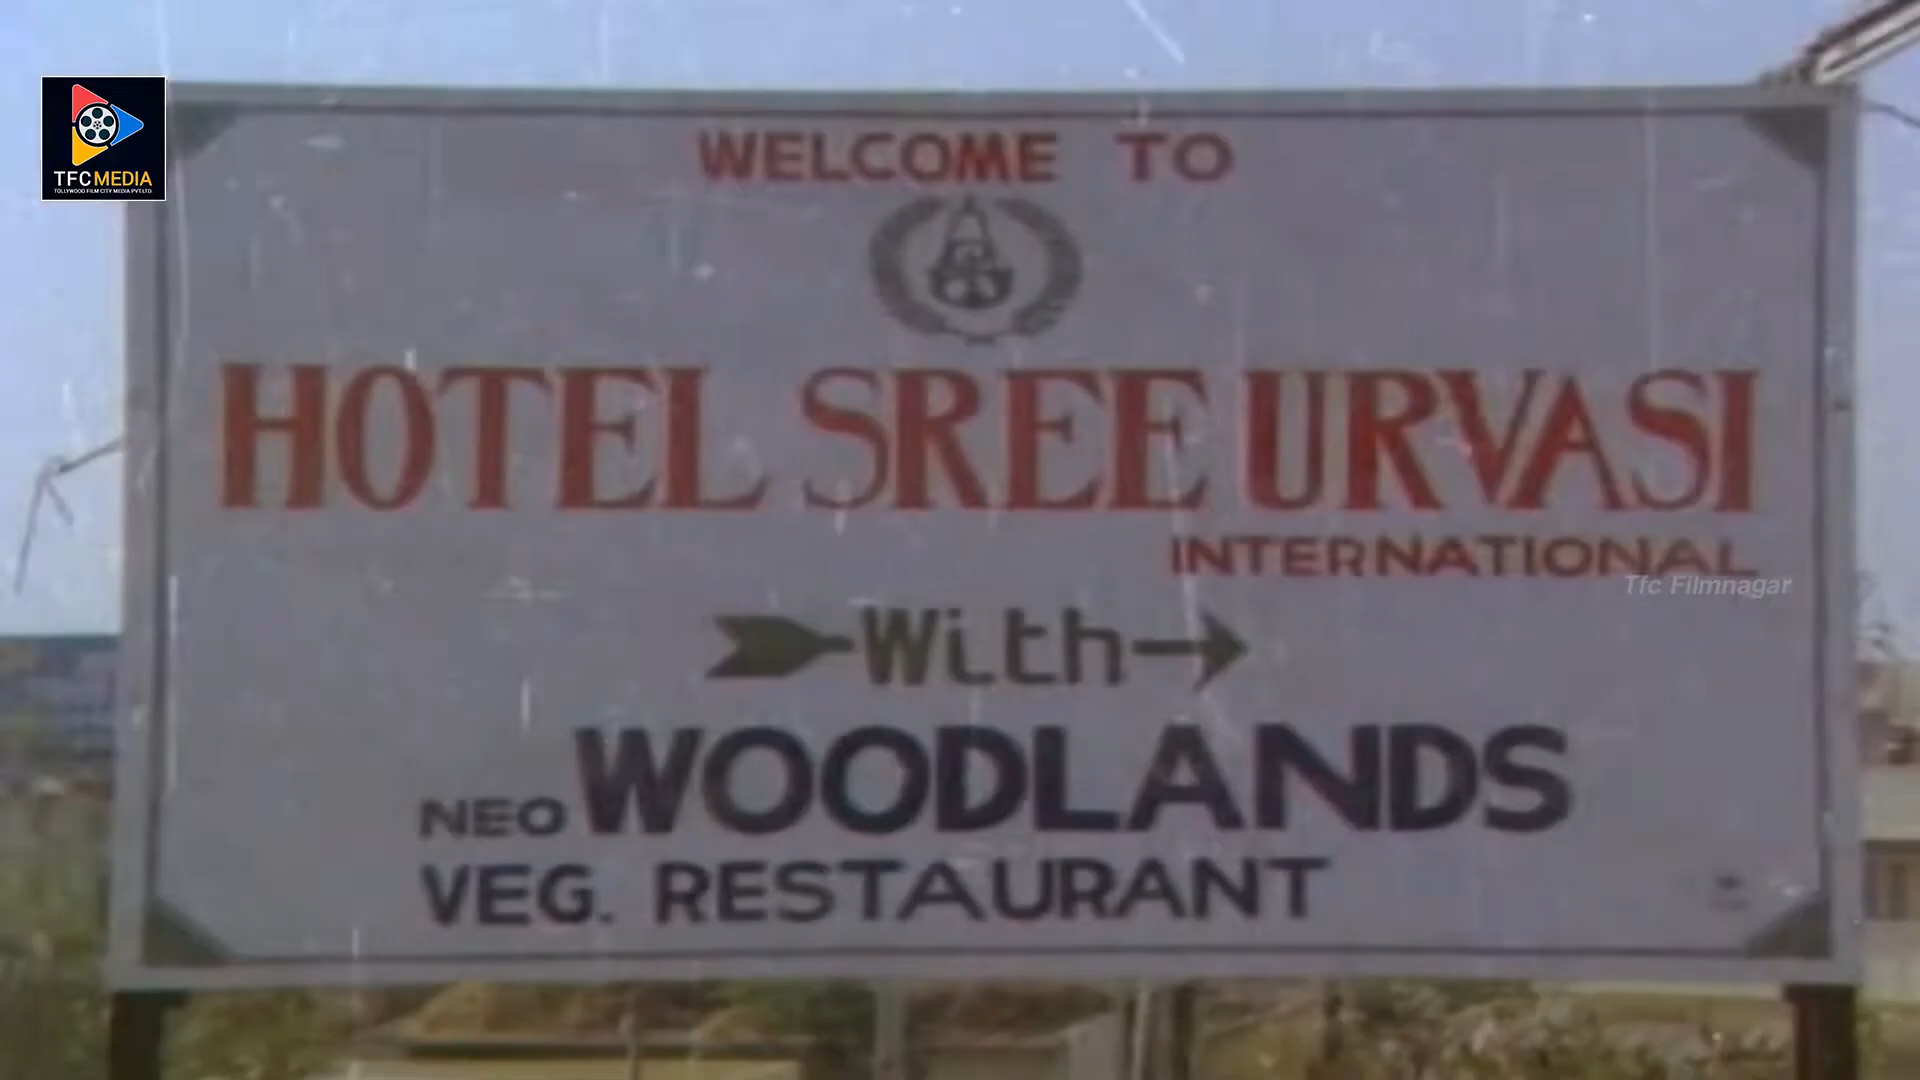 TFC MEDIA
TOLLYWOOD FILM CITY MEDIA PVT.LTD
WELCOME TO
HOTEL SREE URVASI
INTERNATIONAL
Tfc Filmnagar
With
NEO WOODLANDS
VEG. RESTAURANT